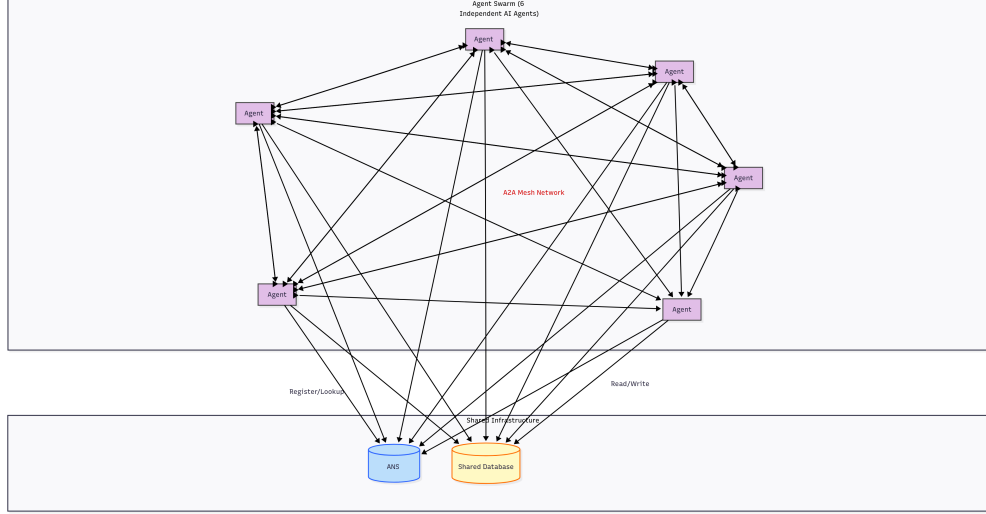 Agent Swarm (6
Independent AI Agents)
Agent
Agent
Agent
Agent
A2A Mesh Network
Agent
Agent
Register/Lookup
Read/Write
Shared Infrastructure
ANS
Shared Database